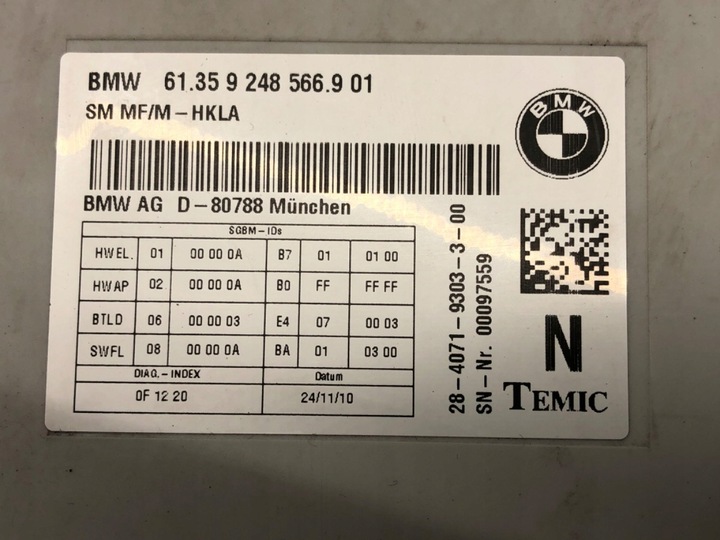 BMW 61.35 9 248 566.9 01
SM MF/M-HKLA
BMW
BMW AG D-80788 München
SGBM-IDs
HWEL. 01 00 00 0A B7 01 01 00
HWAP 02 00 00 0A B0 FF FF FF
BTLD 06 00 00 03 E4 07 00 03
SWFL 08 00 00 0A BA 01 03 00
DIAG.-INDEX Datum
0F 12 20 24/11/10
28-4071-9303-3-00
SN-Nr. 00097559
N
TEMIC